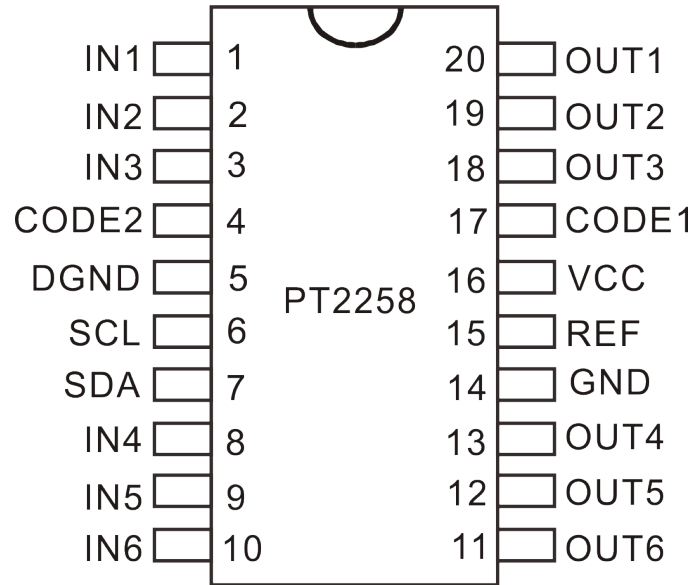 IN1 1 20 OUT1
IN2 2 19 OUT2
IN3 3 18 OUT3
CODE2 4 17 CODE1
DGND 5 16 VCC
PT2258
SCL 6 15 REF
SDA 7 14 GND
IN4 8 13 OUT4
IN5 9 12 OUT5
IN6 10 11 OUT6